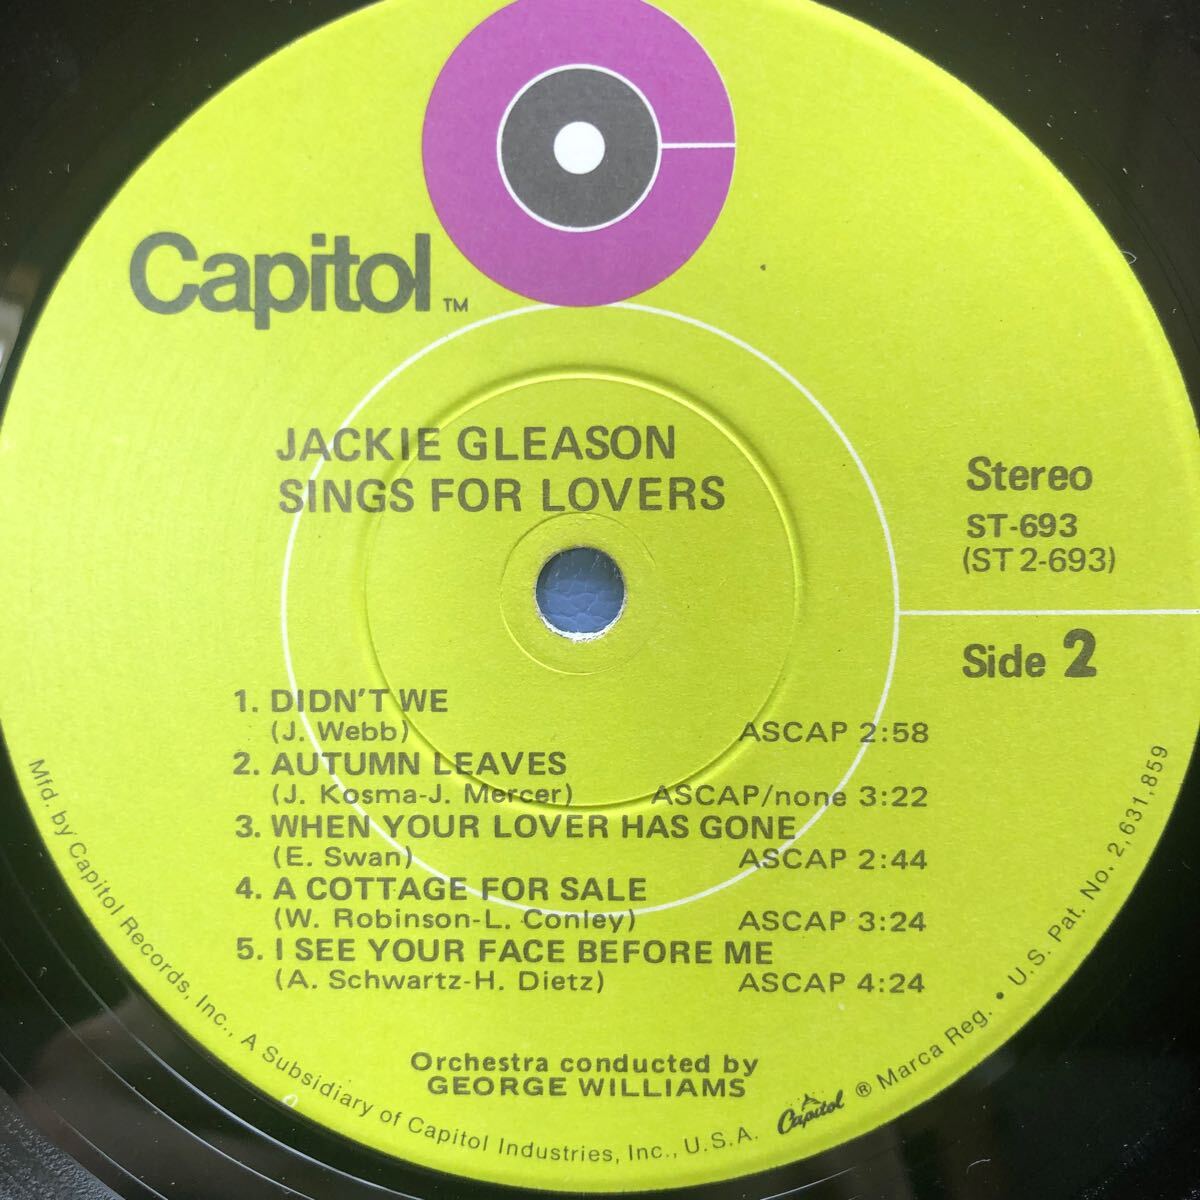 Capitol ™
JACKIE GLEASON
SINGS FOR LOVERS
Stereo
ST-693
(ST 2-693)
Side 2
1. DIDN'T WE
(J. Webb) ASCAP 2:58
2. AUTUMN LEAVES
(J. Kosma-J. Mercer) ASCAP/none 3:22
3. WHEN YOUR LOVER HAS GONE
(E. Swan) ASCAP 2:44
4. A COTTAGE FOR SALE
(W. Robinson-L. Conley) ASCAP 3:24
5. I SEE YOUR FACE BEFORE ME
(A. Schwartz-H. Dietz) ASCAP 4:24
Orchestra conducted by
GEORGE WILLIAMS
Mfd. by Capitol Records, Inc., A Subsidiary of Capitol Industries, Inc., U.S.A. Capitol ® Marca Reg. • U.S. Pat. No. 2,631,859